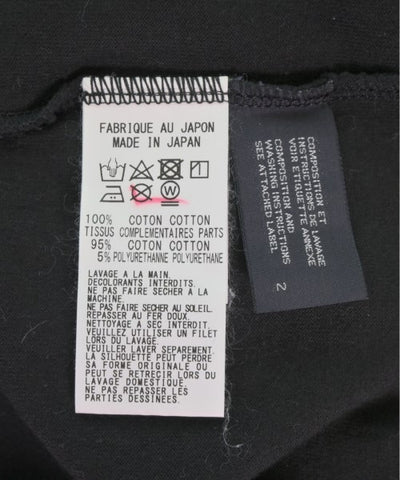 FABRIQUE AU JAPON
MADE IN JAPAN
W
100% COTON COTTON
TISSUS COMPLEMENTAIRES PARTS
95% COTON COTTON
5% POLYURETHANNE POLYURETHANE
LAVAGE A LA MAIN.
DECOLORANTS INTERDITS.
NE PAS FAIRE SECHER A LA
MACHINE.
NE PAS FAIRE SECHER AU SOLEIL.
REPASSER AU FER DOUX.
NETTOYAGE A SEC INTERDIT.
VEUILLEZ UTILISER UN FILET
LORS DU LAVAGE.
VEUILLER LAVER SEPAREMENT.
LA SILHOUETTE PEUT PERDRE
SA FORME ORIGINALE OU
PEUT SE RETRECIR LORS DU
LAVAGE DOMESTIQUE.
NE PAS REPASSER LES
PARTIES DESSINEES.
COMPOSITION ET
INSTRUCTIONS DE LAVAGE
VOIR ETIQUETTE ANNEXE
COMPOSITION AND
WASHING INSTRUCTIONS
SEE ATTACHED LABEL
2